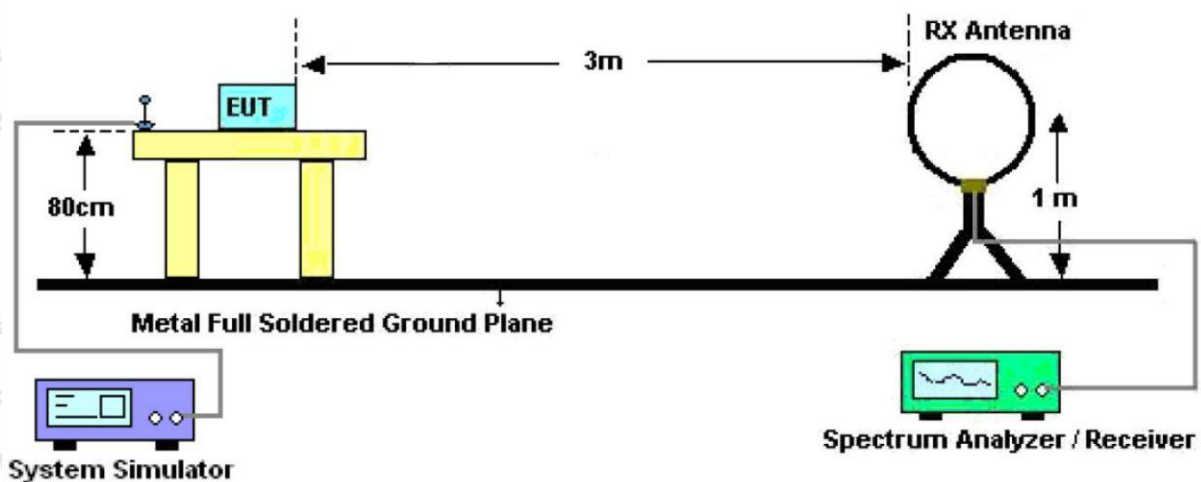 RX Antenna
3m
EUT
80cm
1 m
Metal Full Soldered Ground Plane
Spectrum Analyzer / Receiver
System Simulator